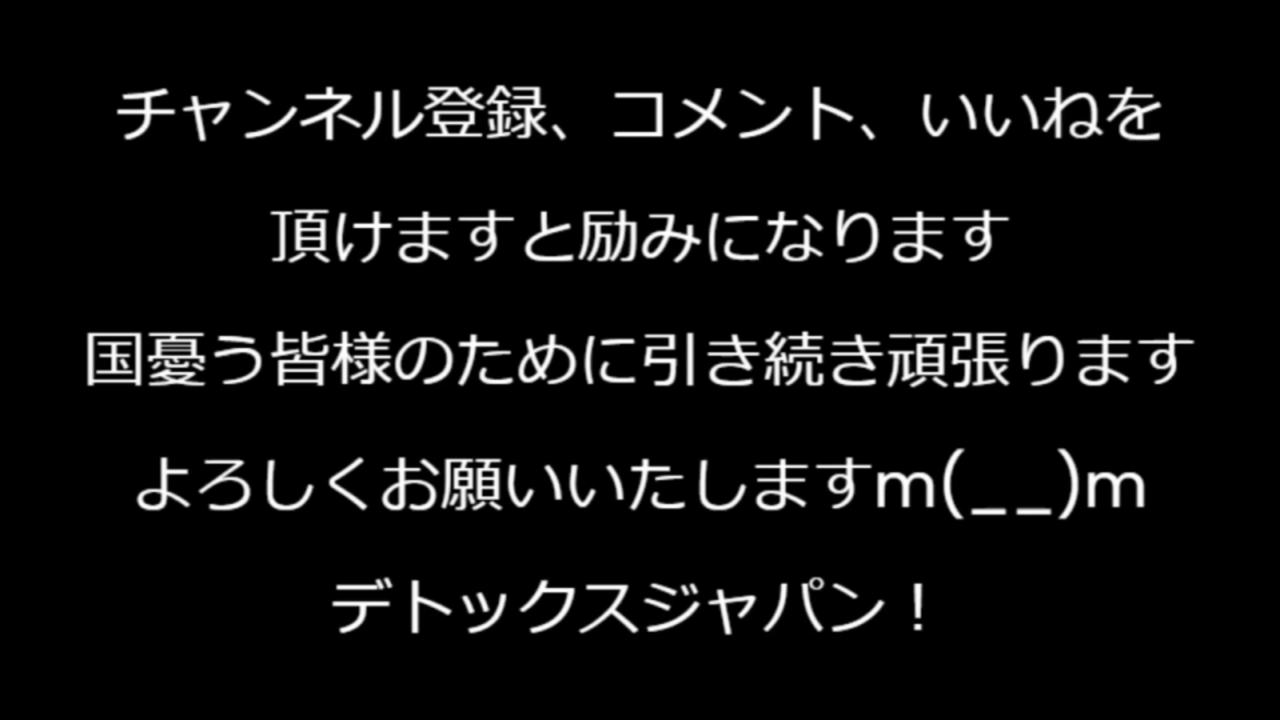 チャンネル登録、コメント、いいねを
頂けますと励みになります
国憂う皆様のために引き続き頑張ります
よろしくお願いいたしますm(__)m
デトックスジャパン！